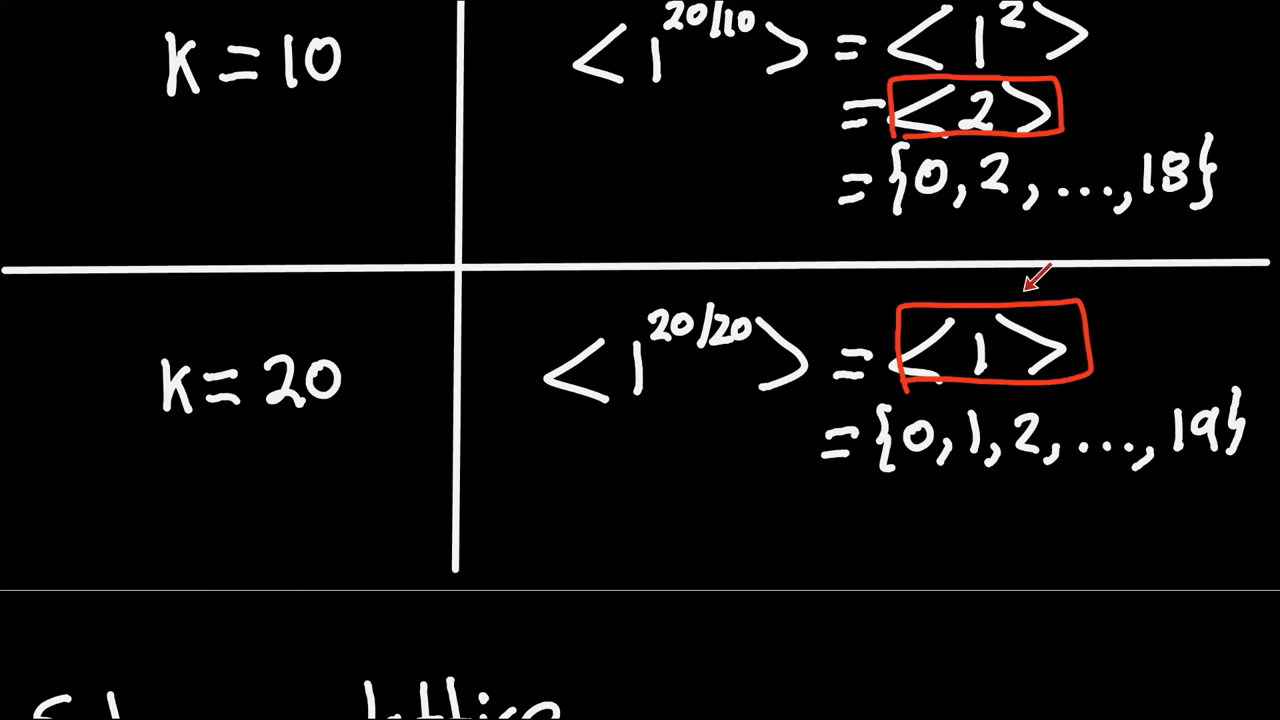 k = 10
<1^20/10> = <1^2>
= <2>
= {0, 2, ..., 18}
k = 20
<1^20/20> = <1>
= {0, 1, 2, ..., 19}
lattice